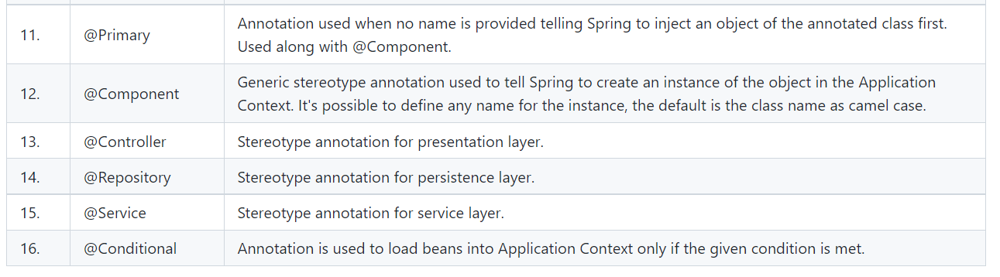 11. @Primary Annotation used when no name is provided telling Spring to inject an object of the annotated class first.
Used along with @Component.
12. @Component Generic stereotype annotation used to tell Spring to create an instance of the object in the Application
Context. It's possible to define any name for the instance, the default is the class name as camel case.
13. @Controller Stereotype annotation for presentation layer.
14. @Repository Stereotype annotation for persistence layer.
15. @Service Stereotype annotation for service layer.
16. @Conditional Annotation is used to load beans into Application Context only if the given condition is met.